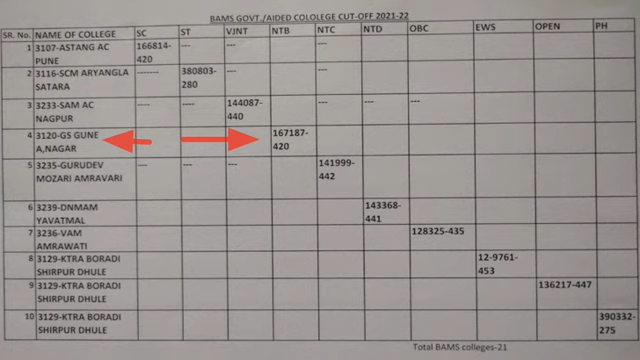 BAMS GOVT./AIDED COLOLEGE CUT-OFF 2021-22
SR. No. NAME OF COLLEGE SC ST VJNT NTB NTC NTD OBC EWS OPEN PH
1 3107-ASTANG AC PUNE 166814-420 --- --- ---
2 3116-SCM ARYANGLA SATARA ------- 380803-280 ---
3 3233-SAM AC NAGPUR ---- ---- 144087-440 --- --- ---
4 3120-GS GUNE A,NAGAR 167187-420
5 3235-GURUDEV MOZARI AMRAVARI --- --- --- 141999-442
6 3239-DNMAM YAVATMAL 143368-441
7 3236-VAM AMRAWATI 128325-435
8 3129-KTRA BORADI SHIRPUR DHULE 12-9761-453
9 3129-KTRA BORADI SHIRPUR DHULE 136217-447
10 3129-KTRA BORADI SHIRPUR DHULE 390332-275
Total BAMS colleges-21